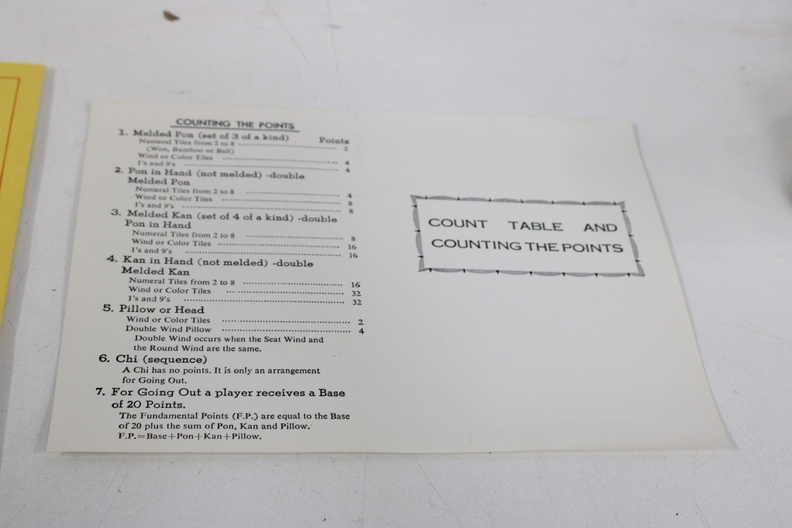 COUNTING THE POINTS
1. Melded Pon (set of 3 of a kind) Points
Numeral Tiles from 2 to 8 2
(Won, Bamboo or Ball)
Wind or Color Tiles 4
1's and 9's 4
2. Pon in Hand (not melded) -double
Melded Pon
Numeral Tiles from 2 to 8 4
Wind or Color Tiles 8
1's and 9's 8
3. Melded Kan (set of 4 of a kind) -double
Pon in Hand
Numeral Tiles from 2 to 8 8
Wind or Color Tiles 16
1's and 9's 16
4. Kan in Hand (not melded) -double
Melded Kan
Numeral Tiles from 2 to 8 16
Wind or Color Tiles 32
1's and 9's 32
5. Pillow or Head
Wind or Color Tiles 2
Double Wind Pillow 4
Double Wind occurs when the Seat Wind and
the Round Wind are the same.
6. Chi (sequence)
A Chi has no points. It is only an arrangement
for Going Out.
7. For Going Out a player receives a Base
of 20 Points.
The Fundamental Points (F.P.) are equal to the Base
of 20 plus the sum of Pon, Kan and Pillow.
F.P.=Base+Pon+Kan+Pillow.
COUNT TABLE AND
COUNTING THE POINTS